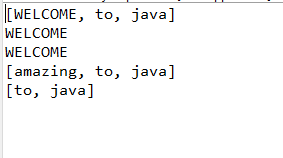 [WELCOME, to, java]
WELCOME
WELCOME
[amazing, to, java]
[to, java]